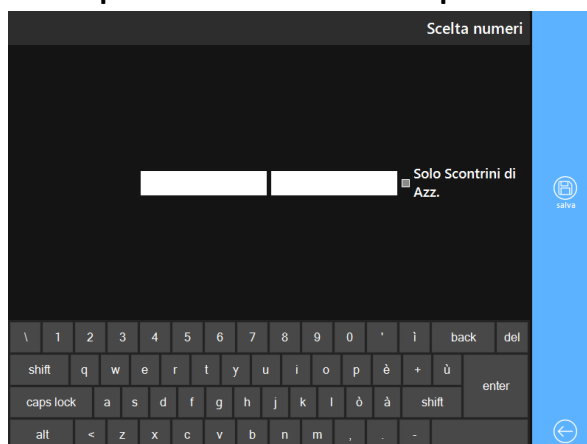 Scelta numeri
Solo Scontrini di
Azz.
salva
\ 1 2 3 4 5 6 7 8 9 0 ' ì back del
shift q w e r t y u i o p è + ù
enter
caps lock a s d f g h j k l ò à shift
alt < z x c v b n m , . -